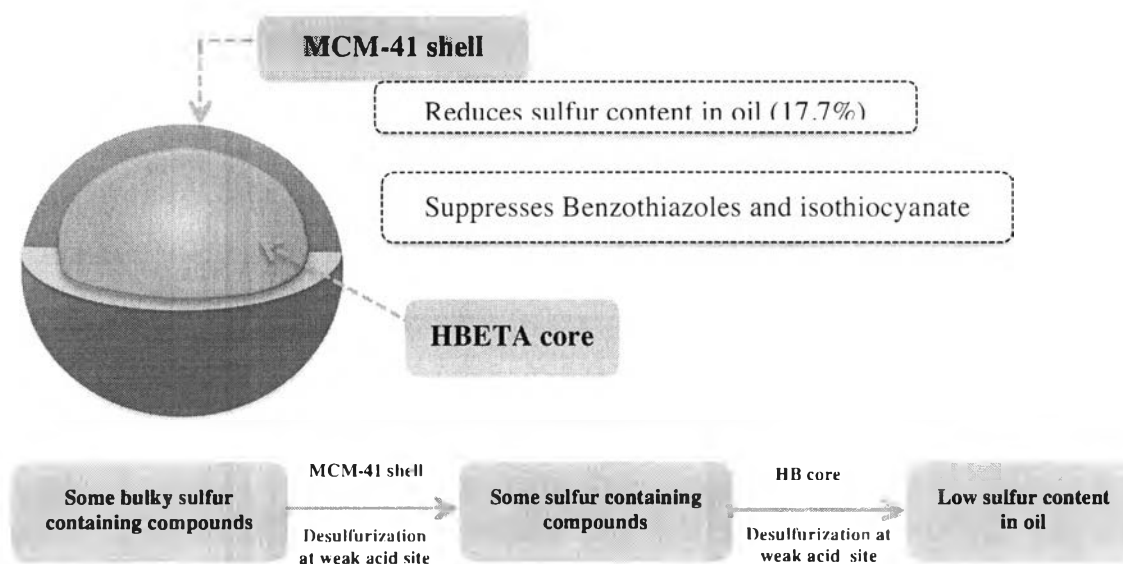 MCM-41 shell
Reduces sulfur content in oil (17.7%)
Suppresses Benzothiazoles and isothiocyanate
HBETA core
Some bulky sulfur
containing compounds
MCM-41 shell
Desulfurization
at weak acid site
Some sulfur containing
compounds
HB core
Desulfurization at
weak acid site
Low sulfur content
in oil